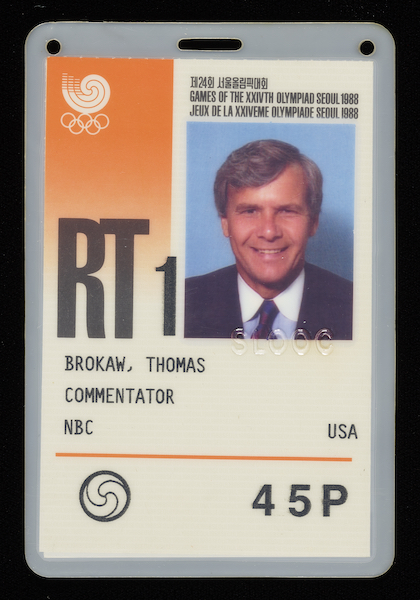 제24회 서울올림픽대회
GAMES OF THE XXIVTH OLYMPIAD SEOUL 1988
JEUX DE LA XXIVEME OLYMPIADE SEOUL 1988
RT 1
SLOOC
BROKAW, THOMAS
COMMENTATOR
NBC USA
45P